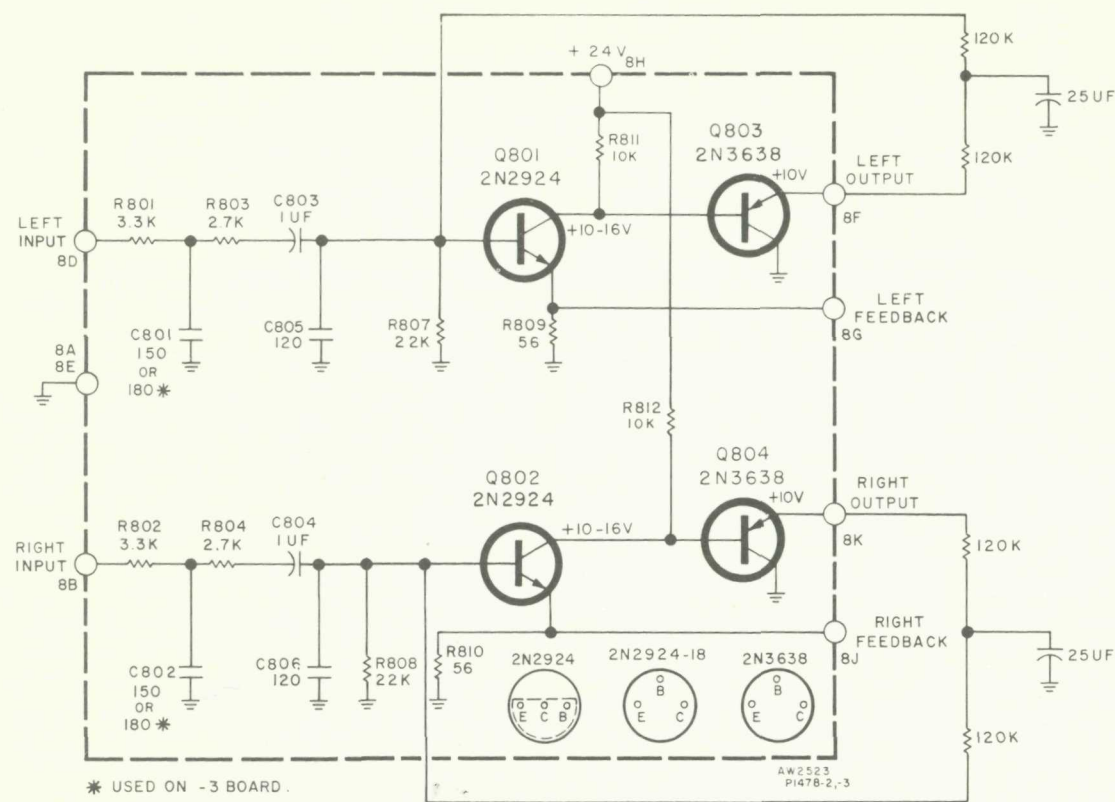 120K
+ 24V
8H
25UF
Q803
2N3638
R811
10K
Q801
2N2924
120K
LEFT
OUTPUT
+10V
R801
3.3K
R803
2.7K
C803
1UF
LEFT
INPUT
8D
+10-16V
8F
LEFT
FEEDBACK
8G
C801
150
OR
180*
C805
120
R807
22K
R809
56
8A
8E
R812
10K
Q804
2N3638
Q802
2N2924
RIGHT
OUTPUT
+10V
8K
R802
3.3K
R804
2.7K
C804
1UF
+10-16V
RIGHT
INPUT
8B
120K
RIGHT
FEEDBACK
8J
25UF
C802
150
OR
180*
C806
120
R808
22K
R810
56
2N2924
2N2924-18
2N3638
E C B
B
E C
B
E C
120K
AW2523
P1478-2,-3
* USED ON -3 BOARD.